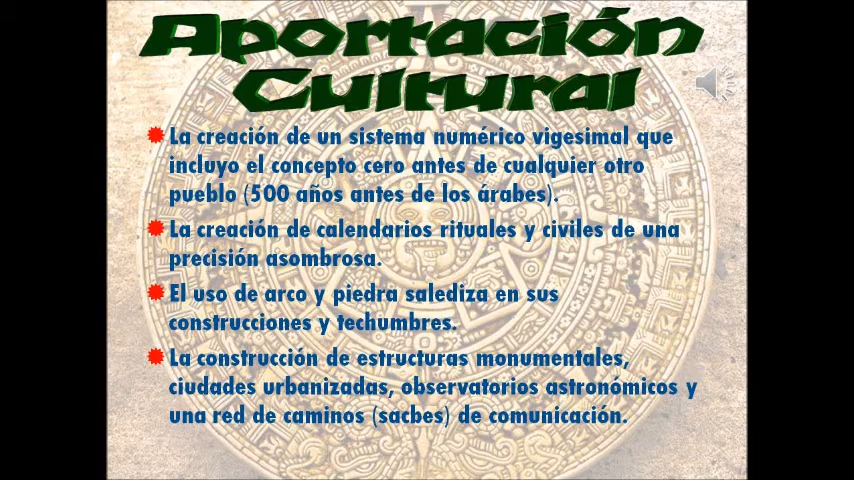 Aportación
Cultural
La creación de un sistema numérico vigesimal que
incluyo el concepto cero antes de cualquier otro
pueblo (500 años antes de los árabes).
La creación de calendarios rituales y civiles de una
precisión asombrosa.
El uso de arco y piedra salediza en sus
construcciones y techumbres.
La construcción de estructuras monumentales,
ciudades urbanizadas, observatorios astronómicos y
una red de caminos (sacbes) de comunicación.